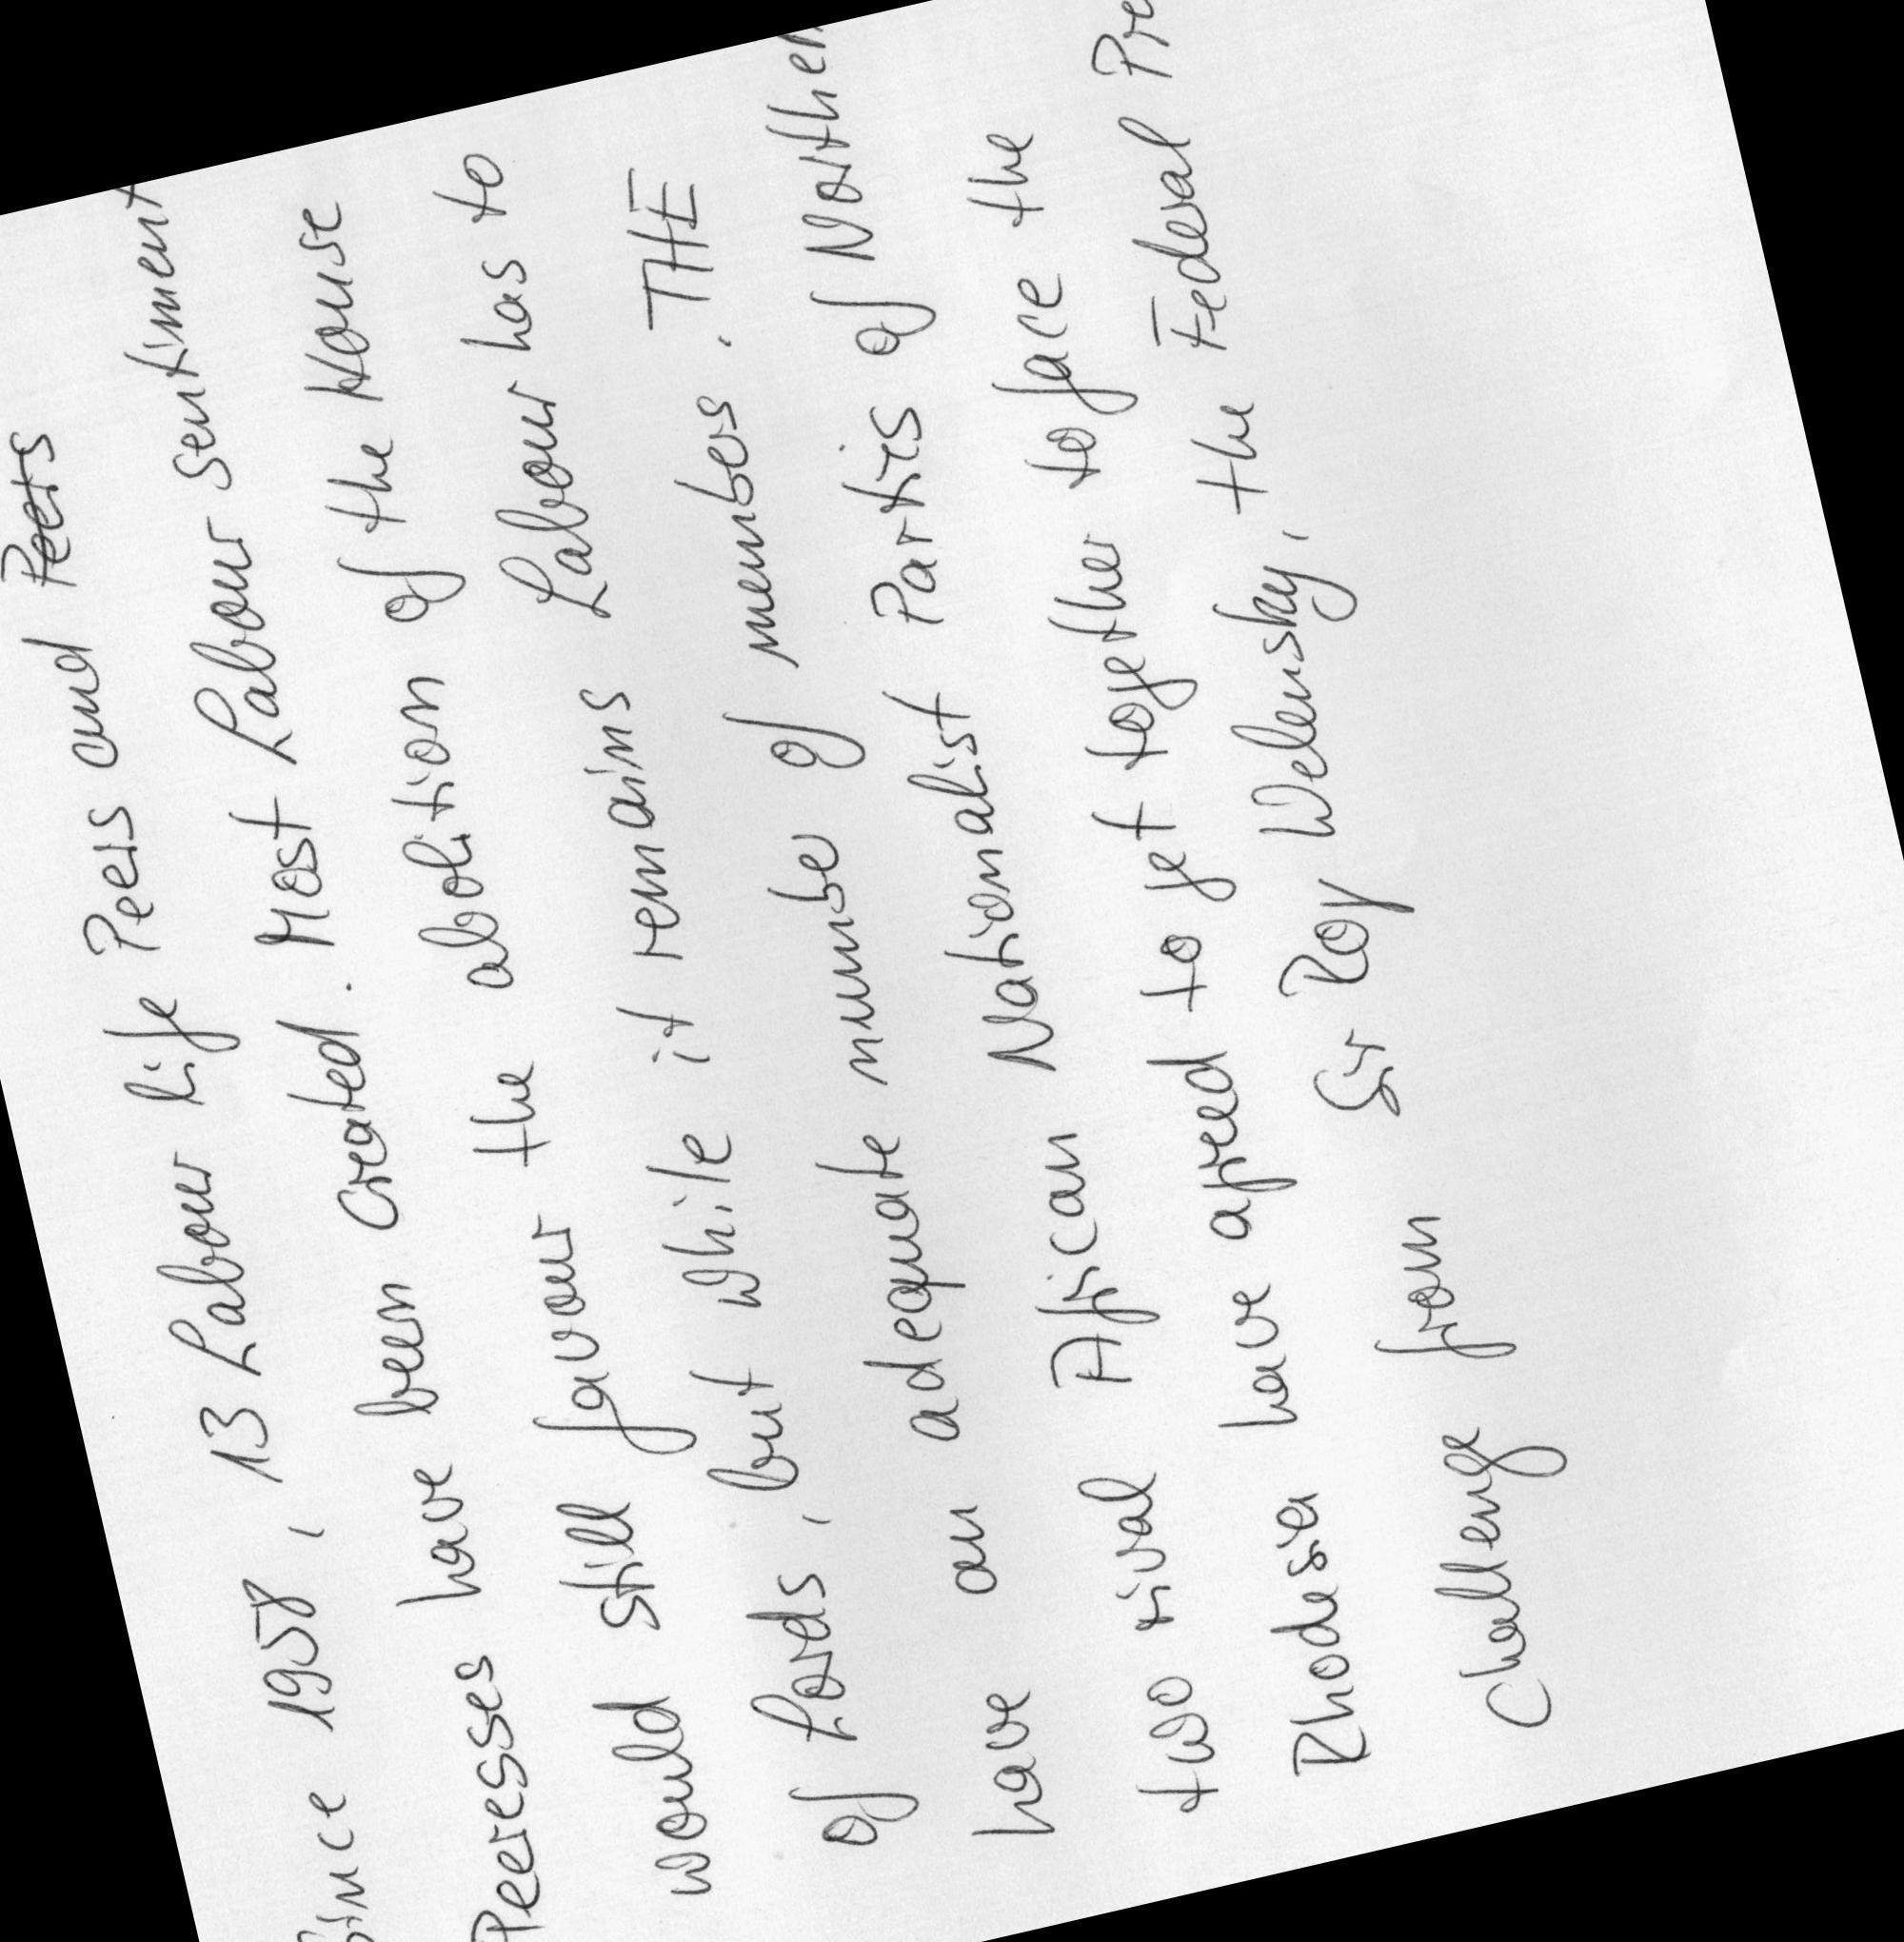 Since 1958, 13 Labour life Peers and Peers
Peeresses have been created. Most Labour sentiment
would still favour the abolition of the House
of Lords, but while it remains Labour has to
have an adequate number of members. THE
two rival African Nationalist Parties of Norther
Rhodesia have agreed to get together to face the
Challenge from Sir Roy Welensky, the Federal Pre